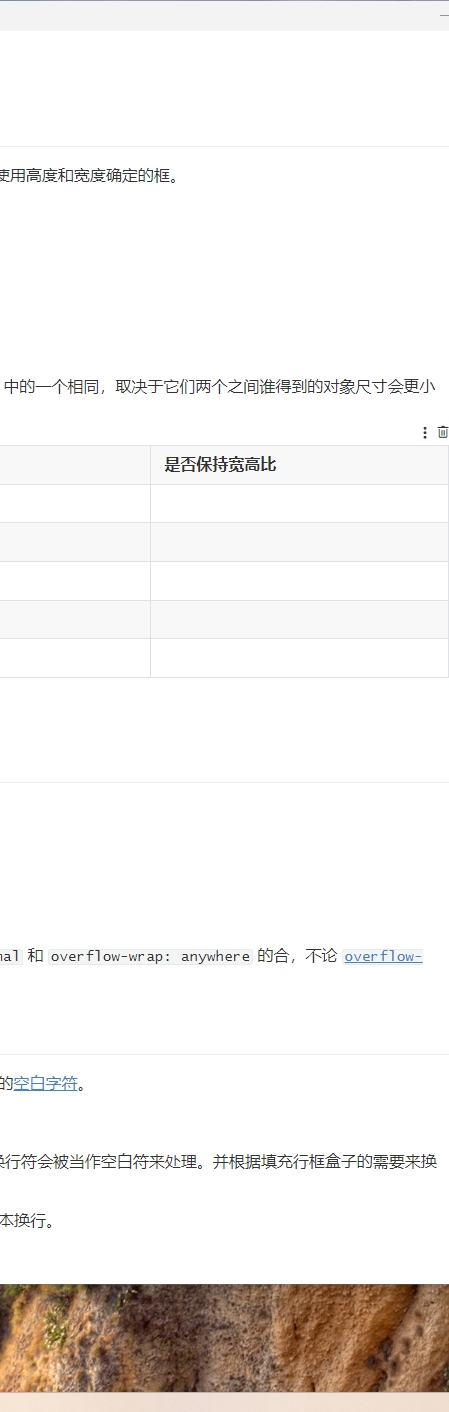 使用高度和宽度确定的框。
中的一个相同，取决于它们两个之间谁得到的对象尺寸会更小
是否保持宽高比
nal 和 overflow-wrap: anywhere 的合，不论 overflow-
的空白字符。
换行符会被当作空白符来处理。并根据填充行框盒子的需要来换
本换行。